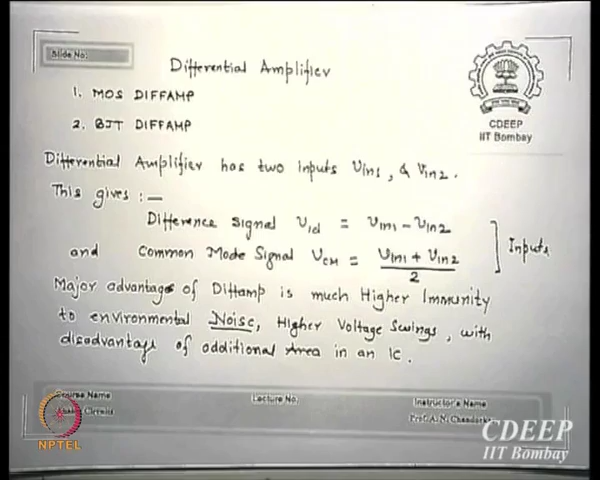 Slide No:
Differential Amplifier
CDEEP
IIT Bombay
1. MOS DIFFAMP
2. BJT DIFFAMP
Differential Amplifier has two inputs Vin1, & Vin2.
This gives :—
Difference Signal Vid = Vin1 - Vin2
and Common Mode Signal VCM = Vin1 + Vin2 / 2
] Inputs
Major advantage of Diffamp is much Higher Immunity
to environmental Noise, Higher Voltage Swings, with
disadvantage of additional Area in an IC.
Course Name
Lecture No.
Instructor's Name
Prof. A. N. Chandorkar
NPTEL
CDEEP
IIT Bombay